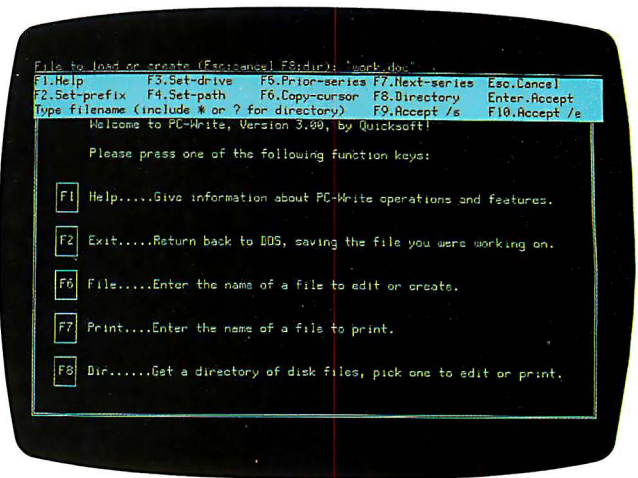 File to load or create (Esc:cancel F8:dir): "work.doc"
F1.Help F3.Set-drive F5.Prior-series F7.Next-series Esc.Cancel
F2.Set-prefix F4.Set-path F6.Copy-cursor F8.Directory Enter.Accept
Type filename (include * or ? for directory) F9.Accept /s F10.Accept /e
Welcome to PC-Write, Version 3.00, by Quicksoft!
Please press one of the following function keys:
F1 Help.....Give information about PC-Write operations and features.
F2 Exit.....Return back to DOS, saving the file you were working on.
F6 File.....Enter the name of a file to edit or create.
F7 Print....Enter the name of a file to print.
F8 Dir......Get a directory of disk files, pick one to edit or print.